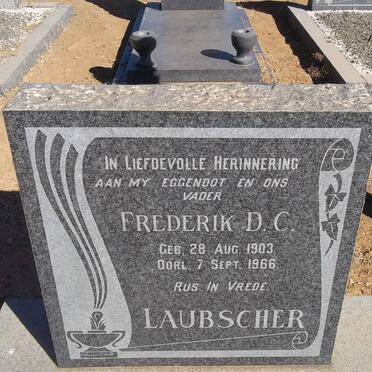 IN LIEFDEVOLLE HERINNERING
AAN MY EGGENOOT EN ONS
VADER
FREDERIK D. C.
GEB. 28 AUG. 1903
OORL. 7 SEPT. 1966.
RUS IN VREDE.
LAUBSCHER